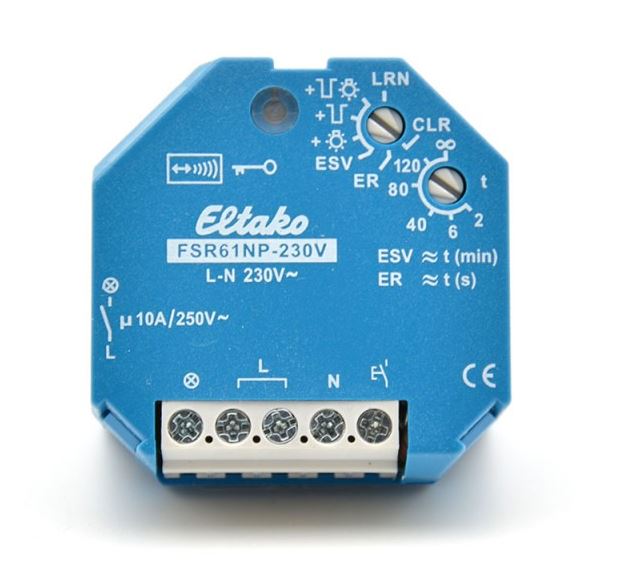 LRN
+
+
+
CLR
ESV
ER
∞
120
80
40
6
2
t
Eltako
FSR61NP-230V
L-N 230V~
ESV ≈ t (min)
ER ≈ t (s)
L
µ 10A/250V~
L
N
CE